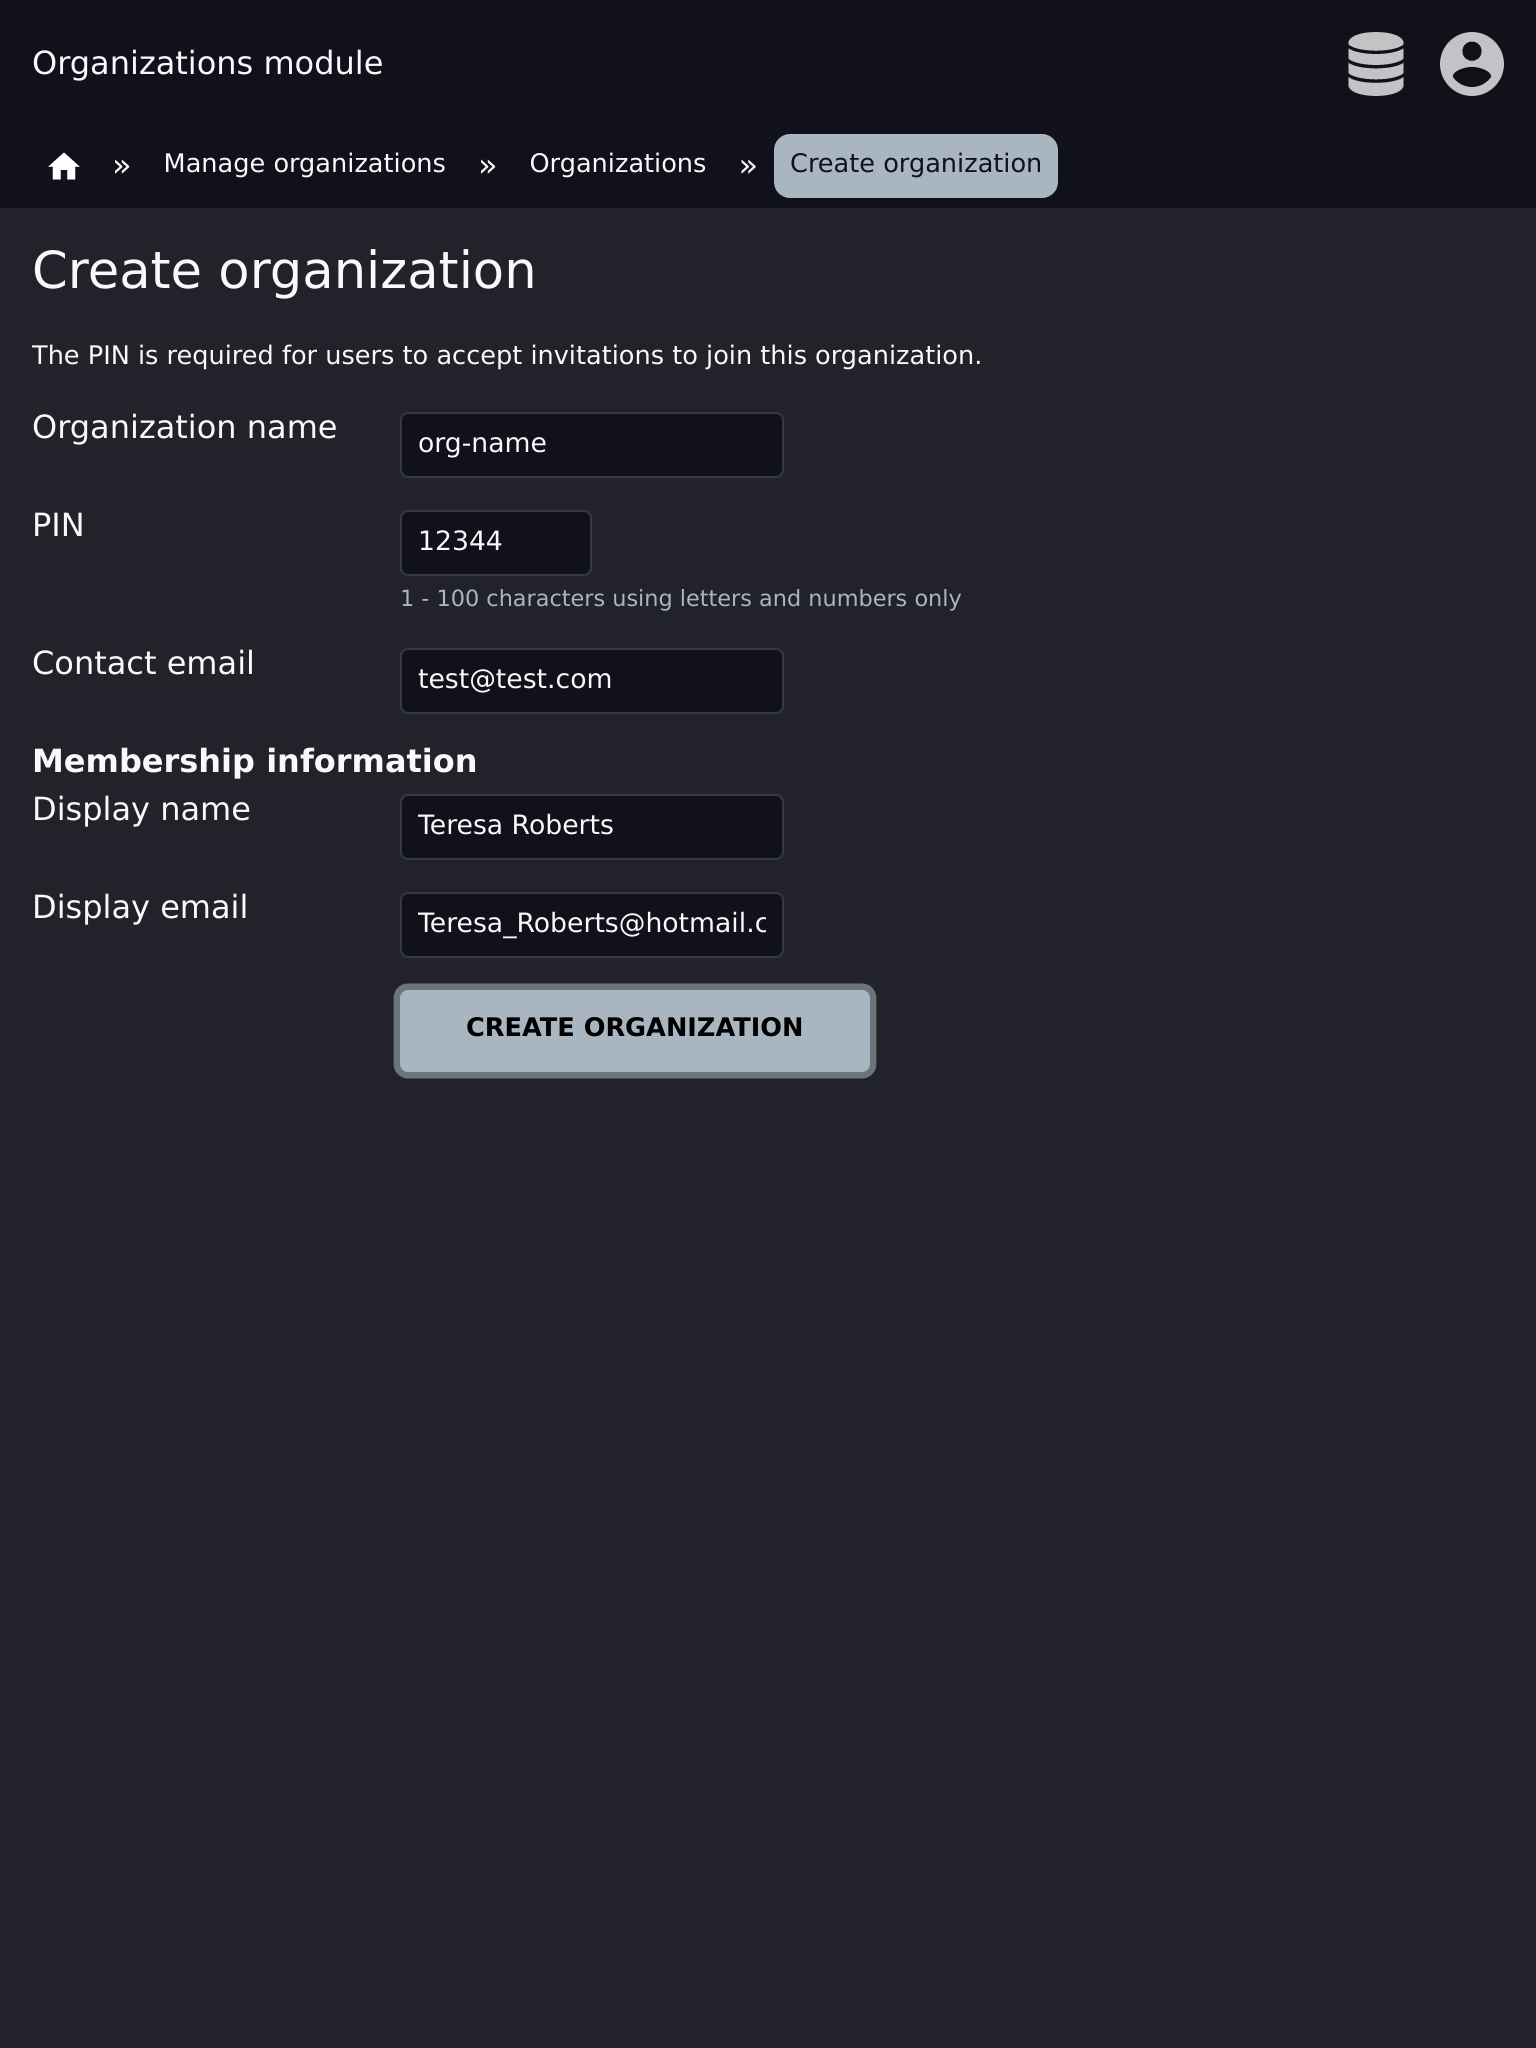 Organizations module
» Manage organizations » Organizations » Create organization
Create organization
The PIN is required for users to accept invitations to join this organization.
Organization name
org-name
PIN
12344
1 - 100 characters using letters and numbers only
Contact email
test@test.com
Membership information
Display name
Teresa Roberts
Display email
Teresa_Roberts@hotmail.c
CREATE ORGANIZATION